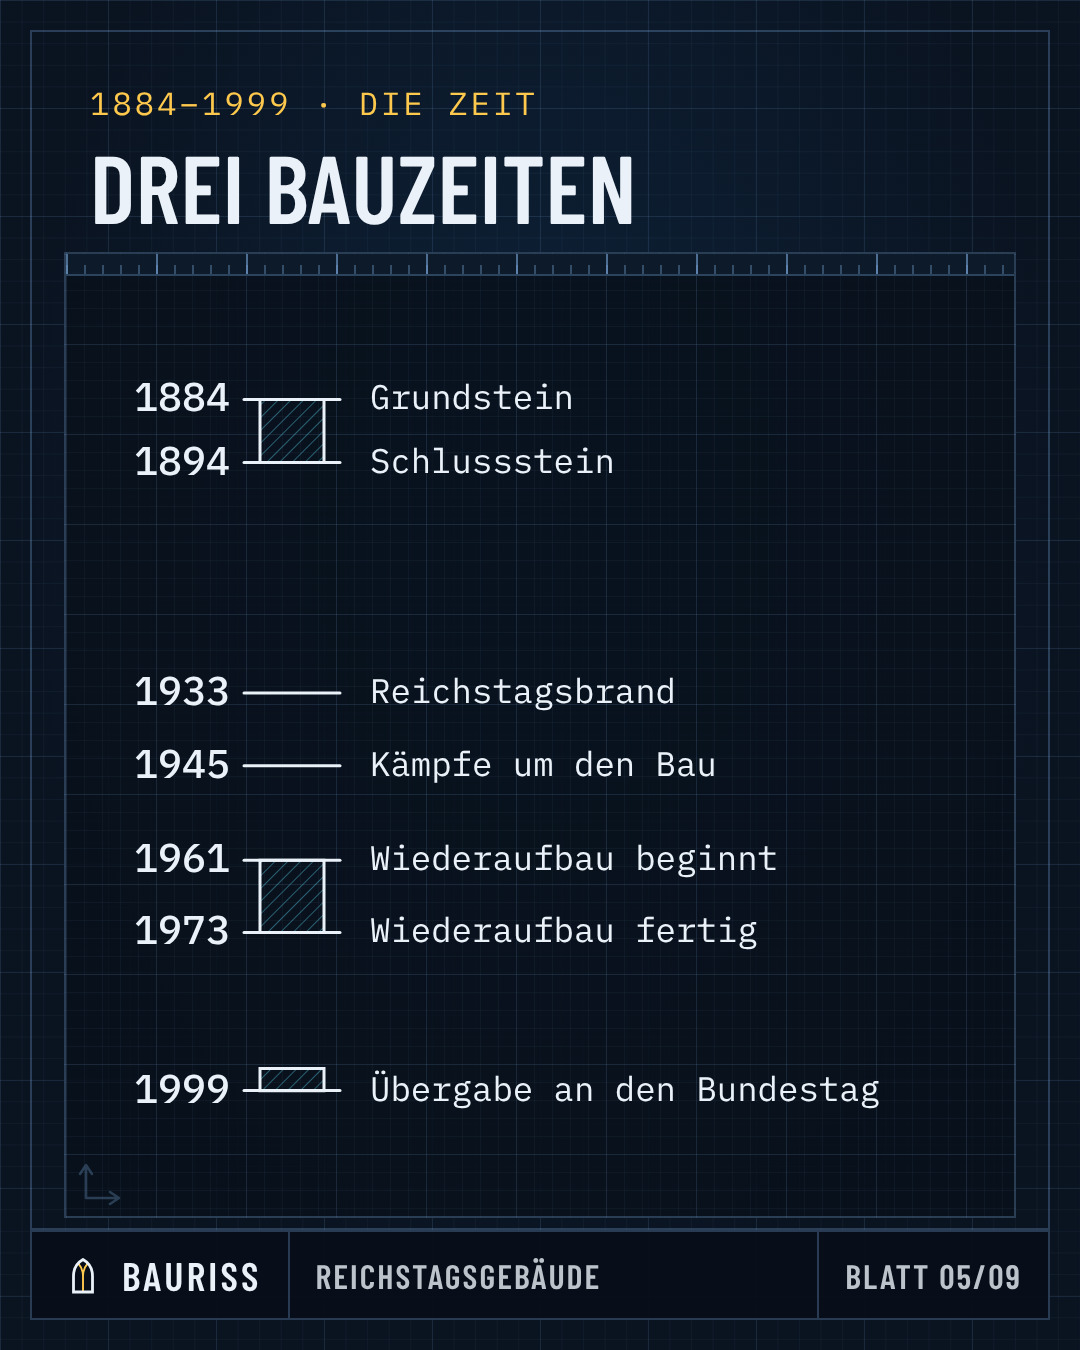 1884–1999 · DIE ZEIT
DREI BAUZEITEN
1884 Grundstein
1894 Schlussstein
1933 Reichstagsbrand
1945 Kämpfe um den Bau
1961 Wiederaufbau beginnt
1973 Wiederaufbau fertig
1999 Übergabe an den Bundestag
BAURISS REICHSTAGSGEBÄUDE BLATT 05/09